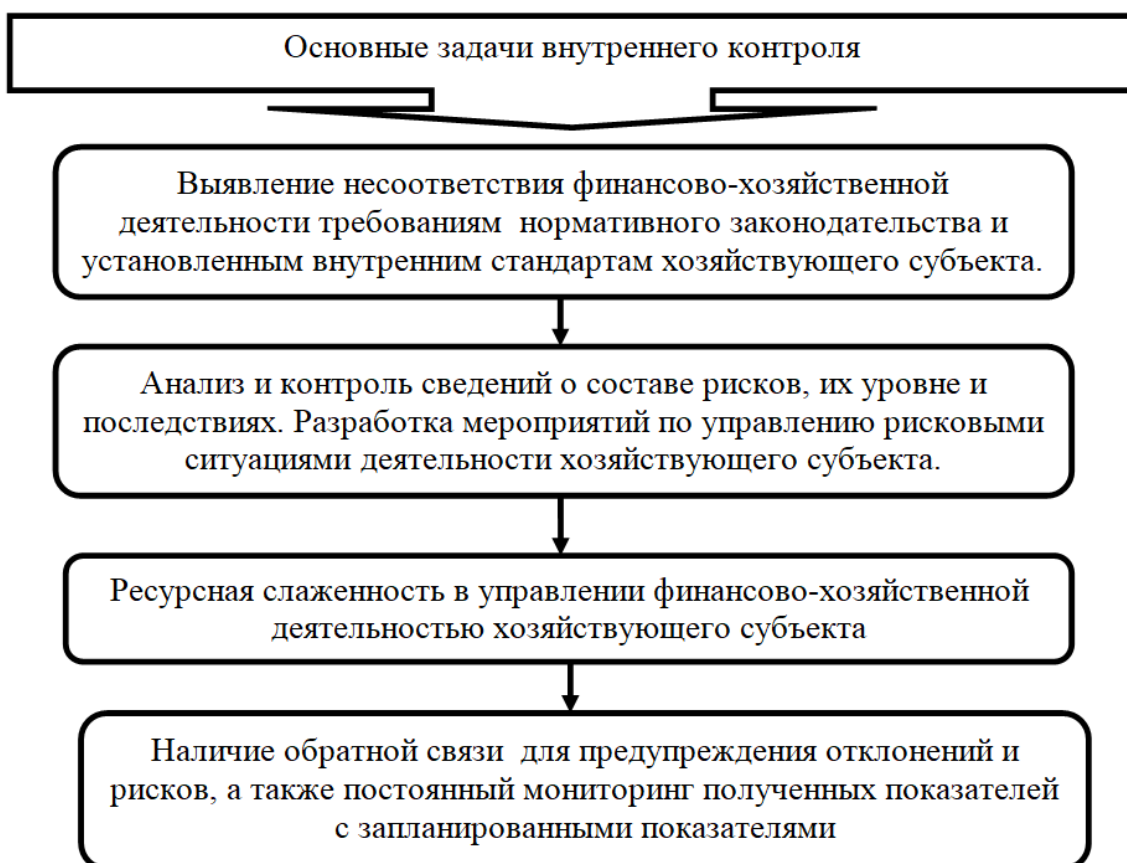 Основные задачи внутреннего контроля
Выявление несоответствия финансово-хозяйственной
деятельности требованиям  нормативного законодательства и
установленным внутренним стандартам хозяйствующего субъекта.
Анализ и контроль сведений о составе рисков, их уровне и
последствиях. Разработка мероприятий по управлению рисковыми
ситуациями деятельности хозяйствующего субъекта.
Ресурсная слаженность в управлении финансово-хозяйственной
деятельностью хозяйствующего субъекта
Наличие обратной связи  для предупреждения отклонений и
рисков, а также постоянный мониторинг полученных показателей
с запланированными показателями